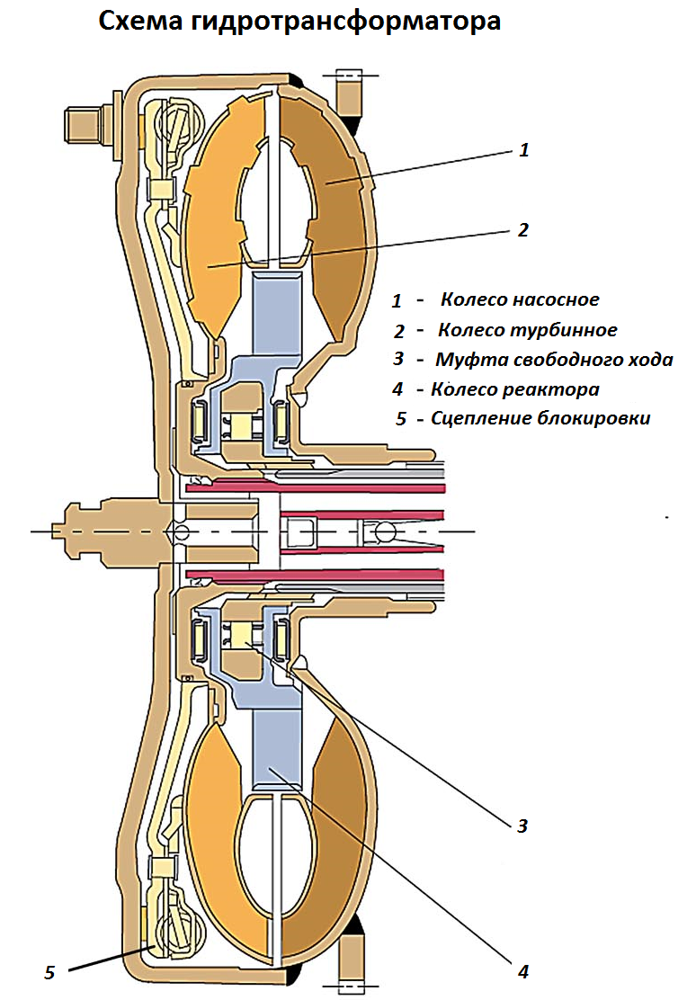 Схема гидротрансформатора
1
2
1 - Колесо насосное
2 - Колесо турбинное
3 - Муфта свободного хода
4 - Колесо реактора
5 - Сцепление блокировки
3
5
4